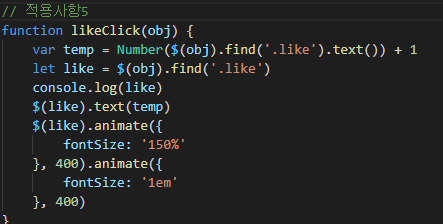 // 적용사항5
function likeClick(obj) {
    var temp = Number($(obj).find('.like').text()) + 1
    let like = $(obj).find('.like')
    console.log(like)
    $(like).text(temp)
    $(like).animate({
        fontSize: '150%'
    }, 400).animate({
        fontSize: '1em'
    }, 400)
}